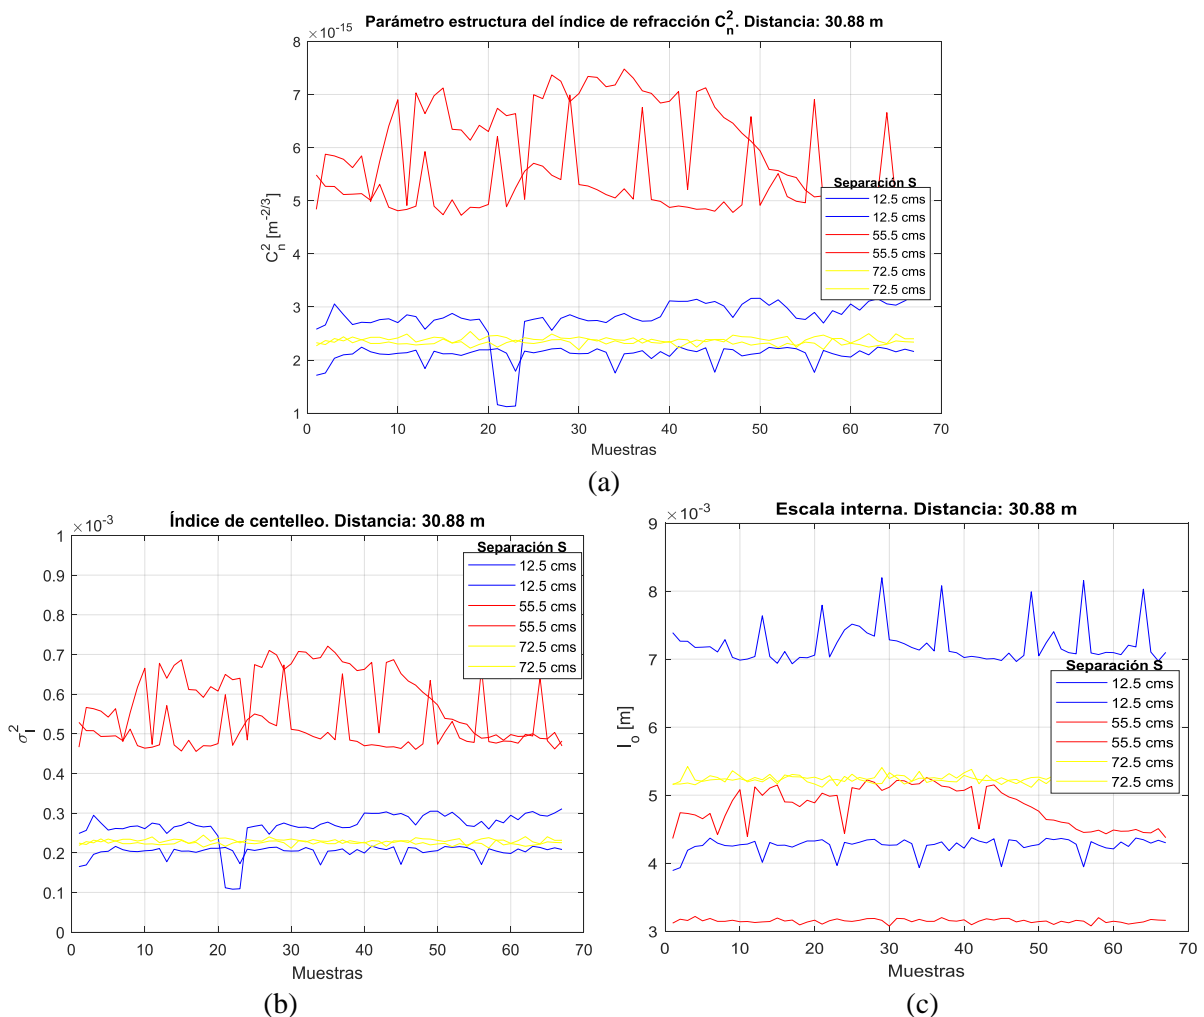 Parámetro estructura del índice de refracción C_n^2. Distancia: 30.88 m
×10^-15
8
7
6
5
4
3
2
1
C_n^2 [m^-2/3]
Separación S
12.5 cms
12.5 cms
55.5 cms
55.5 cms
72.5 cms
72.5 cms
0 10 20 30 40 50 60 70
Muestras
(a)
Índice de centelleo. Distancia: 30.88 m
×10^-3
1
0.9
0.8
0.7
0.6
0.5
0.4
0.3
0.2
0.1
0
σ_I^2
Separación S
12.5 cms
12.5 cms
55.5 cms
55.5 cms
72.5 cms
72.5 cms
0 10 20 30 40 50 60 70
Muestras
(b)
Escala interna. Distancia: 30.88 m
×10^-3
9
8
7
6
5
4
3
l_o [m]
Separación S
12.5 cms
12.5 cms
55.5 cms
55.5 cms
72.5 cms
72.5 cms
0 10 20 30 40 50 60 70
Muestras
(c)